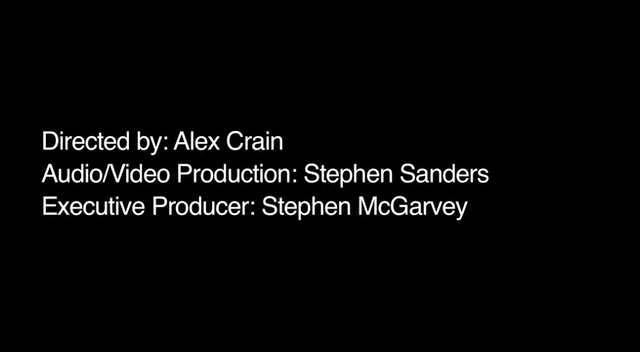 Directed by: Alex Crain
Audio/Video Production: Stephen Sanders
Executive Producer: Stephen McGarvey